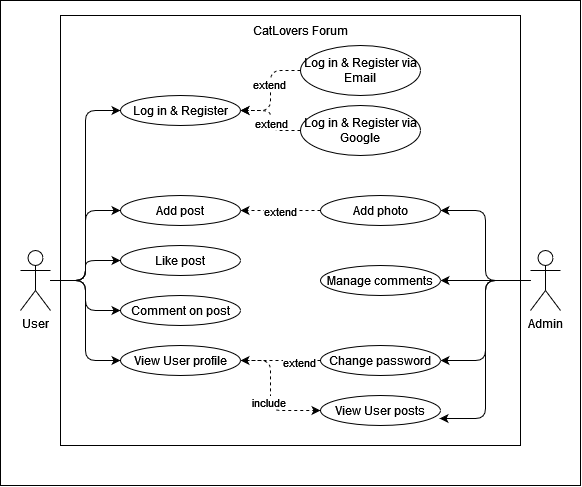 CatLovers Forum
Log in & Register via
Email
extend
Log in & Register
extend
Log in & Register via
Google
Add post
extend
Add photo
Like post
Manage comments
User
Admin
Comment on post
View User profile
extend
Change password
include
View User posts